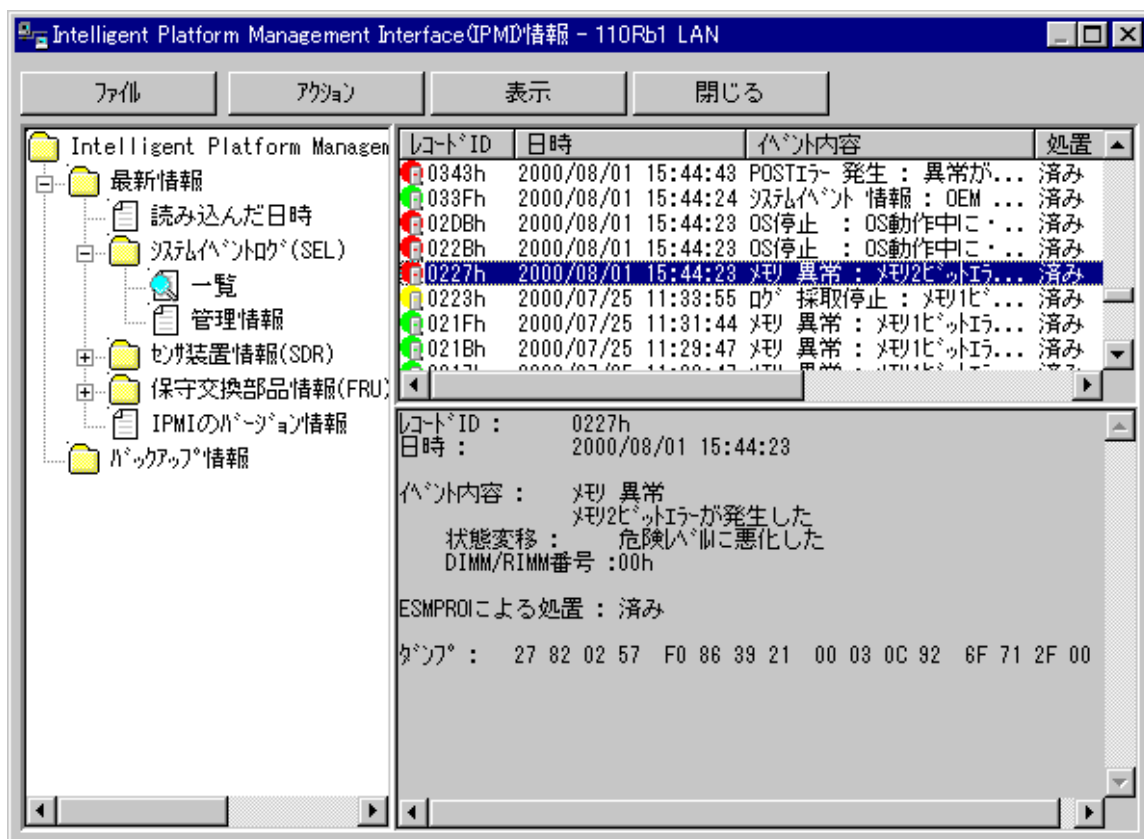 Intelligent Platform Management Interface(IPMI)情報 - 110Rb1 LAN
ﾌｧｲﾙ ｱｸｼｮﾝ 表示 閉じる
Intelligent Platform Managem
最新情報
読み込んだ日時
ｼｽﾃﾑｲﾍﾞﾝﾄﾛｸﾞ(SEL)
一覧
管理情報
ｾﾝｻ装置情報(SDR)
保守交換部品情報(FRU)
IPMIのﾊﾞｰｼﾞｮﾝ情報
ﾊﾞｯｸｱｯﾌﾟ情報
ﾚｺｰﾄﾞID 日時 ｲﾍﾞﾝﾄ内容 処置
0343h 2000/08/01 15:44:43 POSTｴﾗｰ 発生 : 異常が... 済み
033Fh 2000/08/01 15:44:24 ｼｽﾃﾑｲﾍﾞﾝﾄ 情報 : OEM ... 済み
02DBh 2000/08/01 15:44:23 OS停止 : OS動作中に・.. 済み
022Bh 2000/08/01 15:44:23 OS停止 : OS動作中に・.. 済み
0227h 2000/08/01 15:44:23 ﾒﾓﾘ 異常 : ﾒﾓﾘ2ﾋﾞｯﾄｴﾗ... 済み
0223h 2000/07/25 11:33:55 ﾛｸﾞ 採取停止 : ﾒﾓﾘ1ﾋﾞ... 済み
021Fh 2000/07/25 11:31:44 ﾒﾓﾘ 異常 : ﾒﾓﾘ1ﾋﾞｯﾄｴﾗ... 済み
021Bh 2000/07/25 11:29:47 ﾒﾓﾘ 異常 : ﾒﾓﾘ1ﾋﾞｯﾄｴﾗ... 済み
ﾚｺｰﾄﾞID : 0227h
日時 : 2000/08/01 15:44:23
ｲﾍﾞﾝﾄ内容 : ﾒﾓﾘ 異常
ﾒﾓﾘ2ﾋﾞｯﾄｴﾗｰが発生した
状態変移 : 危険ﾚﾍﾞﾙに悪化した
DIMM/RIMM番号 :00h
ESMPROによる処置 : 済み
ﾀﾞﾝﾌﾟ : 27 82 02 57 F0 86 39 21 00 03 0C 92 6F 71 2F 00